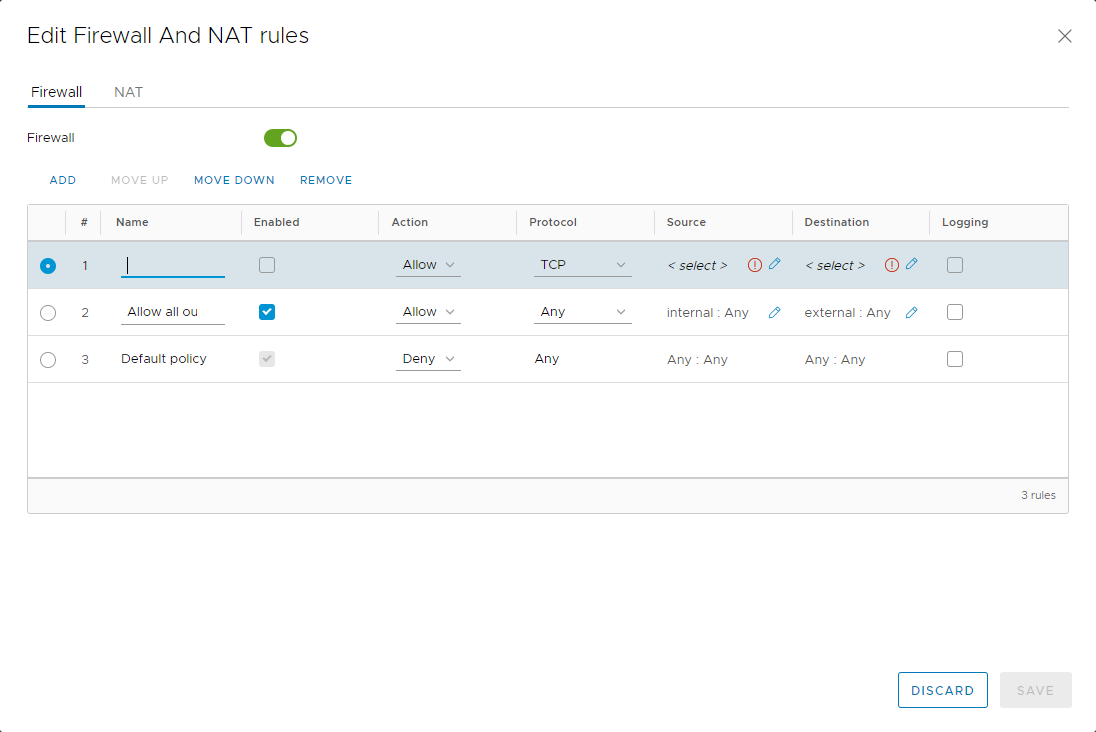 Edit Firewall And NAT rules
Firewall NAT
Firewall
ADD MOVE UP MOVE DOWN REMOVE
# Name Enabled Action Protocol Source Destination Logging
1 Allow TCP < select > < select >
2 Allow all ou Allow Any internal : Any external : Any
3 Default policy Deny Any Any : Any Any : Any
3 rules
DISCARD SAVE